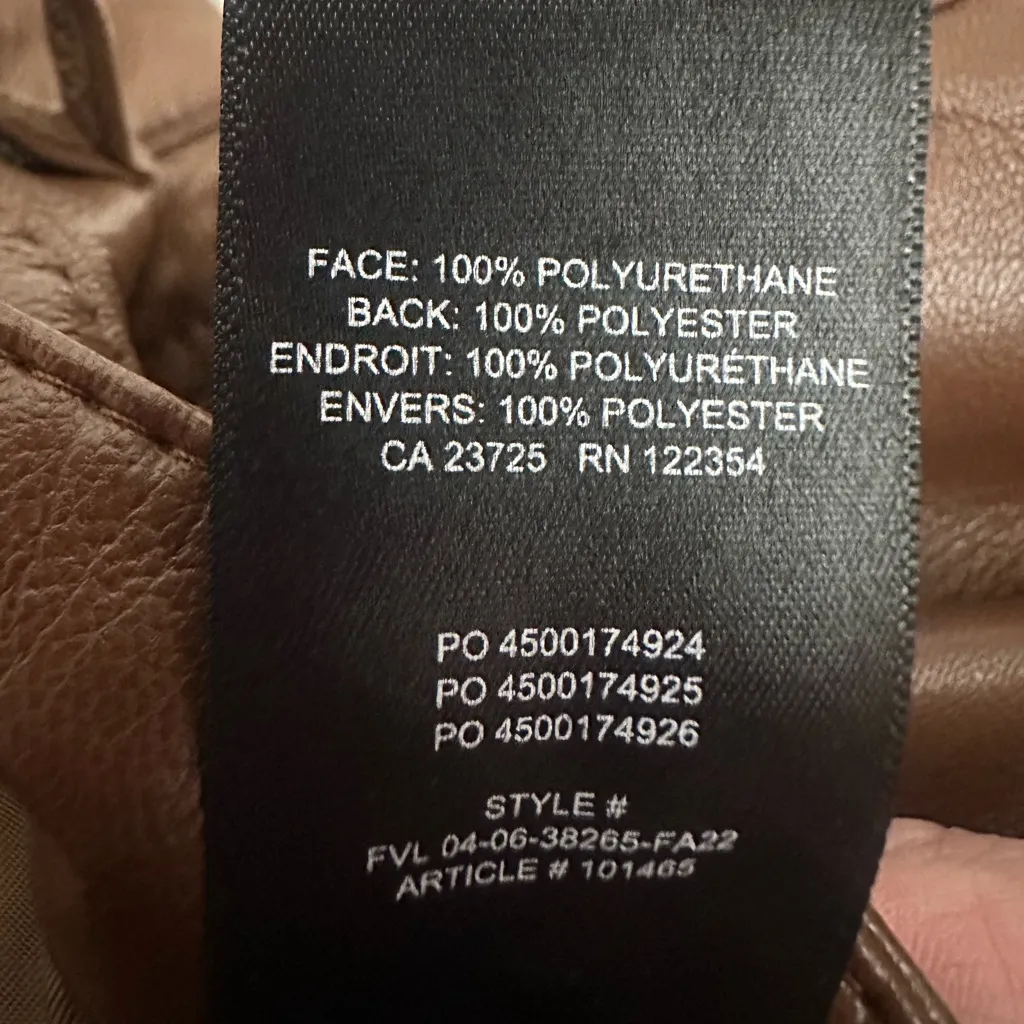 FACE: 100% POLYURETHANE
BACK: 100% POLYESTER
ENDROIT: 100% POLYURÉTHANE
ENVERS: 100% POLYESTER
CA 23725 RN 122354
PO 4500174924
PO 4500174925
PO 4500174926
STYLE #
FVL 04-06-38265-FA22
ARTICLE # 101465